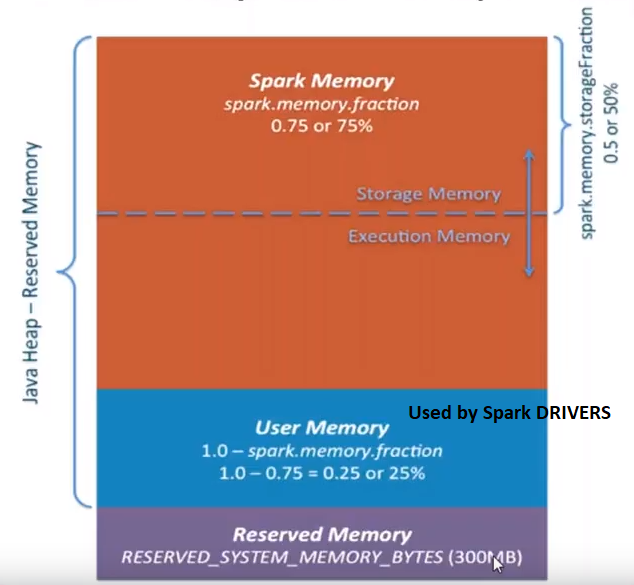 Spark Memory
spark.memory.fraction
0.75 or 75%
Storage Memory
Execution Memory
spark.memory.storageFraction
0.5 or 50%
Java Heap – Reserved Memory
Used by Spark DRIVERS
User Memory
1.0 – spark.memory.fraction
1.0 – 0.75 = 0.25 or 25%
Reserved Memory
RESERVED_SYSTEM_MEMORY_BYTES (300MB)